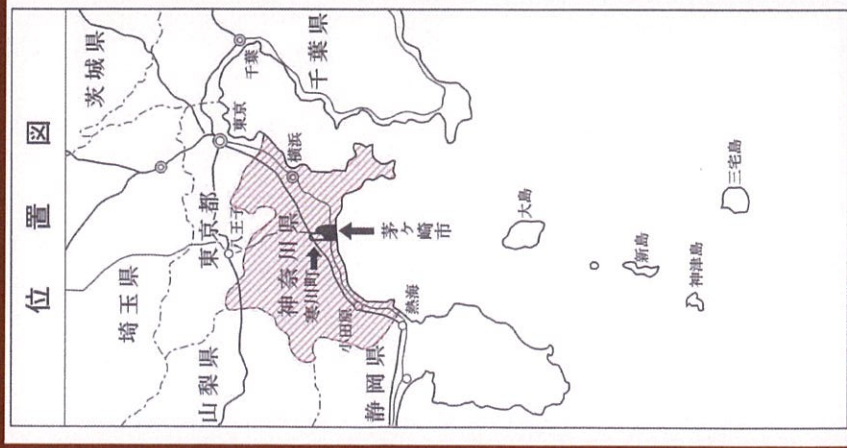 位置図
茨城県
埼玉県
千葉
東京
千葉県
東京都
八王子
山梨県
横浜
神奈川県
寒川町
茅ヶ崎市
小田原
熱海
静岡県
大島
新島
神津島
三宅島